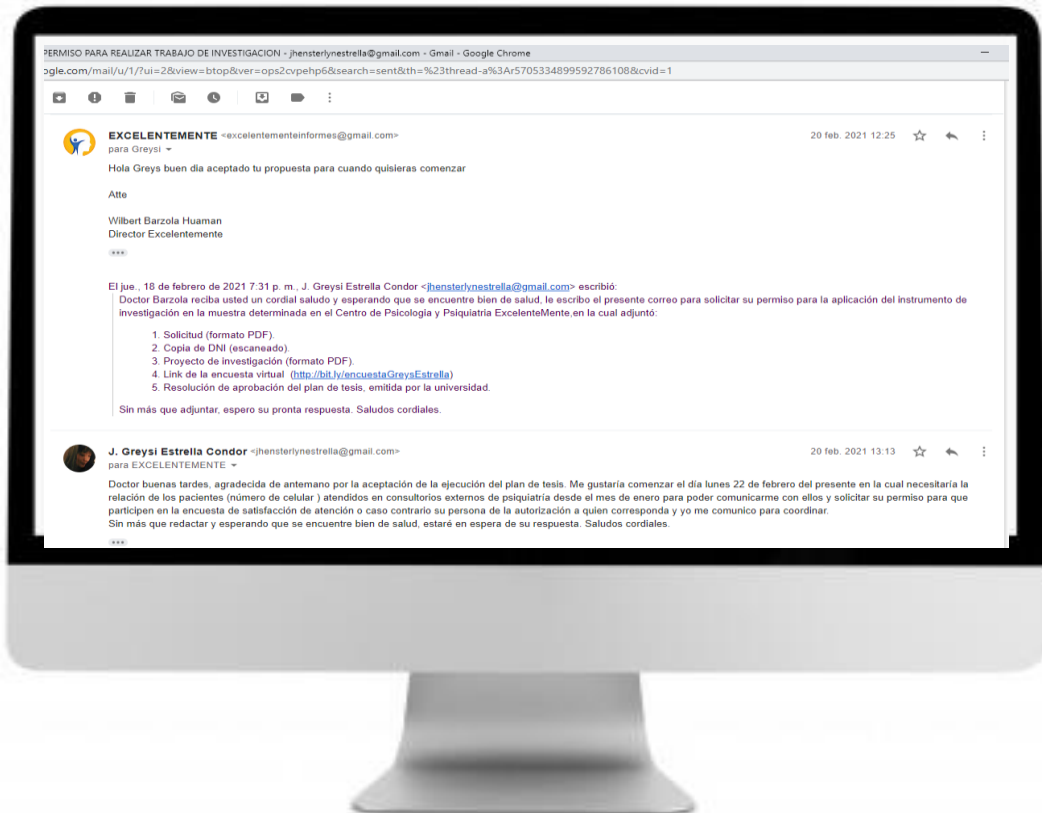 PERMISO PARA REALIZAR TRABAJO DE INVESTIGACION - jhensterlynestrella@gmail.com - Gmail - Google Chrome
ogle.com/mail/u/1/?ui=2&view=btop&ver=ops2cvpehp6&search=sent&th=%23thread-a%3Ar5705334899592786108&cvid=1
EXCELENTEMENTE <excelentementeinformes@gmail.com>
20 feb. 2021 12:25
para Greysi
Hola Greys buen dia aceptado tu propuesta para cuando quisieras comenzar
Atte
Wilbert Barzola Huaman
Director Excelentemente
El jue., 18 de febrero de 2021 7:31 p. m., J. Greysi Estrella Condor <jhensterlynestrella@gmail.com> escribió:
Doctor Barzola reciba usted un cordial saludo y esperando que se encuentre bien de salud, le escribo el presente correo para solicitar su permiso para la aplicación del instrumento de
investigación en la muestra determinada en el Centro de Psicologia y Psiquiatria ExcelenteMente,en la cual adjuntó:
1. Solicitud (formato PDF).
2. Copia de DNI (escaneado).
3. Proyecto de investigación (formato PDF).
4. Link de la encuesta virtual (http://bit.ly/encuestaGreysEstrella)
5. Resolución de aprobación del plan de tesis, emitida por la universidad.
Sin más que adjuntar, espero su pronta respuesta. Saludos cordiales.
J. Greysi Estrella Condor <jhensterlynestrella@gmail.com>
20 feb. 2021 13:13
para EXCELENTEMENTE
Doctor buenas tardes, agradecida de antemano por la aceptación de la ejecución del plan de tesis. Me gustaría comenzar el día lunes 22 de febrero del presente en la cual necesitaría la
relación de los pacientes (número de celular ) atendidos en consultorios externos de psiquiatría desde el mes de enero para poder comunicarme con ellos y solicitar su permiso para que
participen en la encuesta de satisfacción de atención o caso contrario su persona de la autorización a quien corresponda y yo me comunico para coordinar.
Sin más que redactar y esperando que se encuentre bien de salud, estaré en espera de su respuesta. Saludos cordiales.